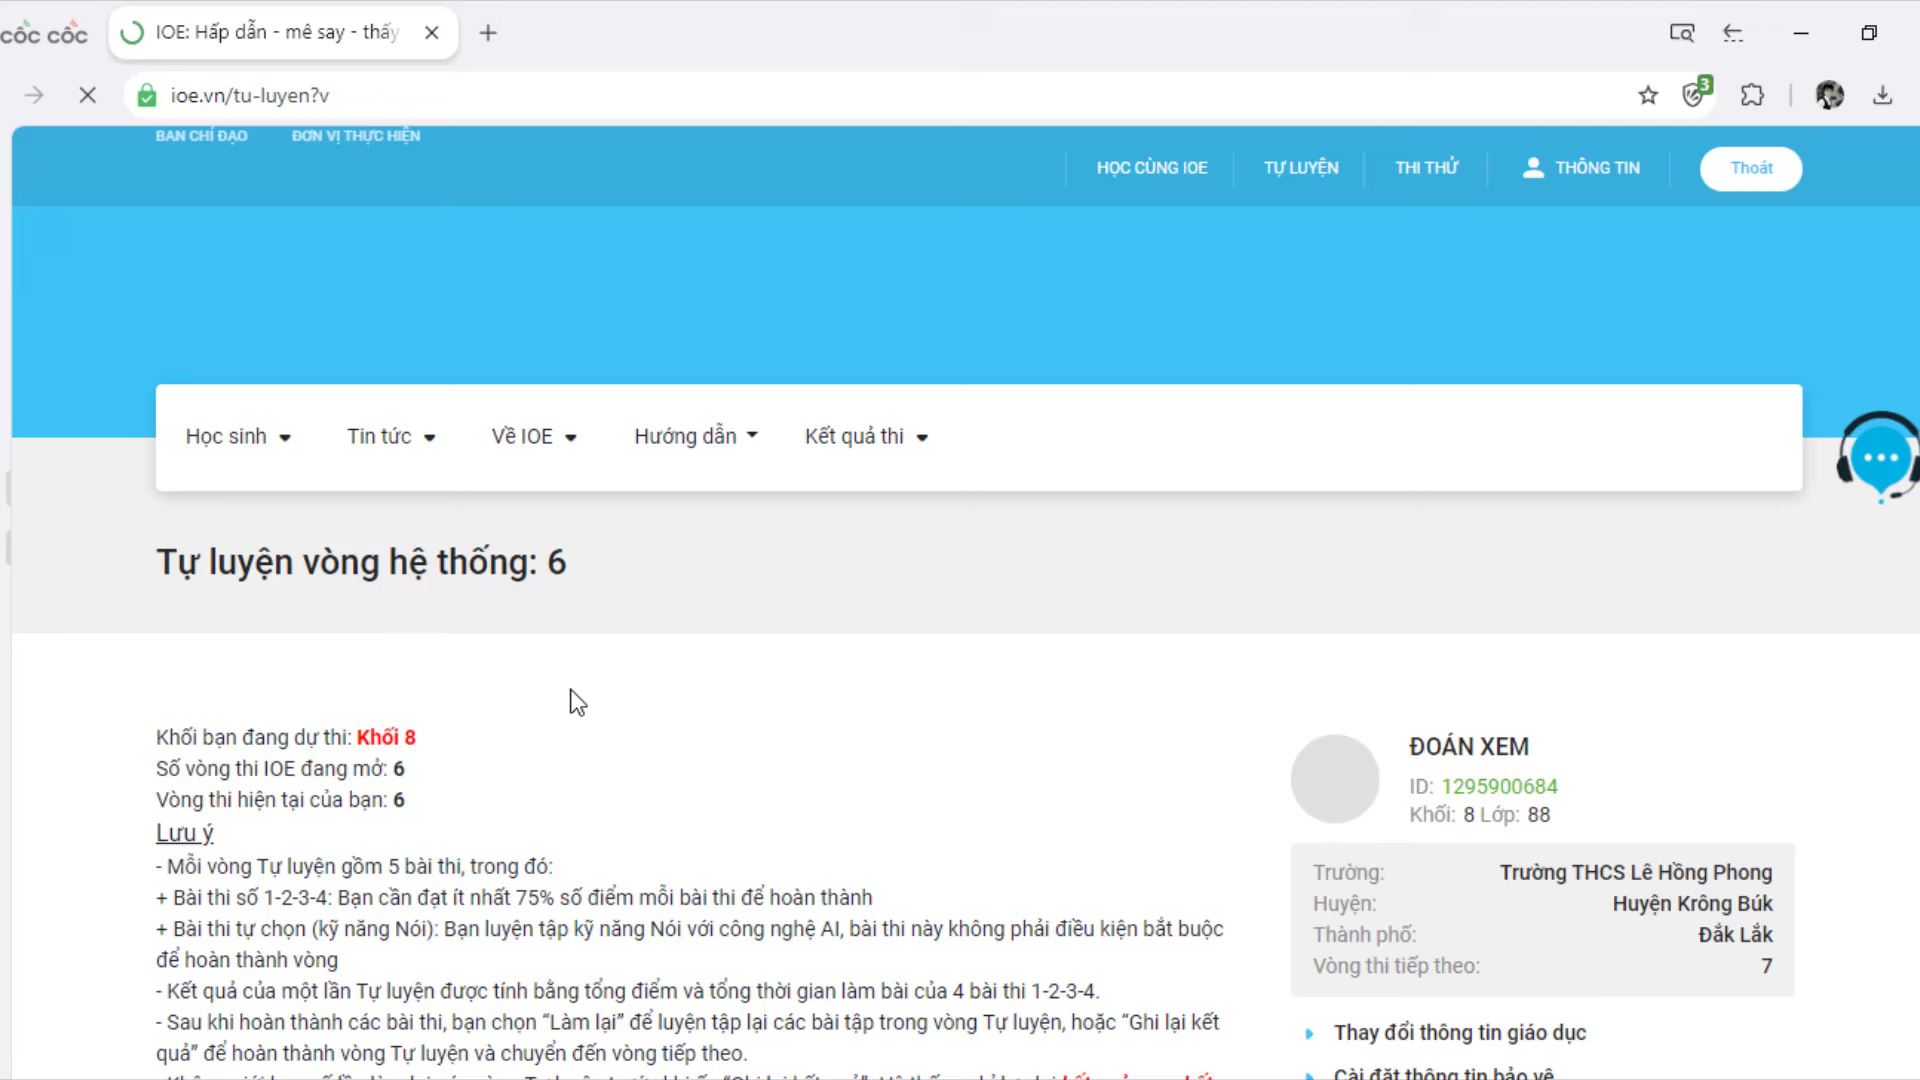 cốc cốc
IOE: Hấp dẫn - mê say - thấy
ioe.vn/tu-luyen?v
3
BAN CHỈ ĐẠO ĐƠN VỊ THỰC HIỆN
HỌC CÙNG IOE TỰ LUYỆN THI THỬ THÔNG TIN Thoát
Học sinh Tin tức Về IOE Hướng dẫn Kết quả thi
Tự luyện vòng hệ thống: 6
Khối bạn đang dự thi: Khối 8
Số vòng thi IOE đang mở: 6
Vòng thi hiện tại của bạn: 6
Lưu ý
- Mỗi vòng Tự luyện gồm 5 bài thi, trong đó:
+ Bài thi số 1-2-3-4: Bạn cần đạt ít nhất 75% số điểm mỗi bài thi để hoàn thành
+ Bài thi tự chọn (kỹ năng Nói): Bạn luyện tập kỹ năng Nói với công nghệ AI, bài thi này không phải điều kiện bắt buộc
để hoàn thành vòng
- Kết quả của một lần Tự luyện được tính bằng tổng điểm và tổng thời gian làm bài của 4 bài thi 1-2-3-4.
- Sau khi hoàn thành các bài thi, bạn chọn “Làm lại” để luyện tập lại các bài tập trong vòng Tự luyện, hoặc “Ghi lại kết
quả” để hoàn thành vòng Tự luyện và chuyển đến vòng tiếp theo.
ĐOÁN XEM
ID: 1295900684
Khối: 8 Lớp: 88
Trường: Trường THCS Lê Hồng Phong
Huyện: Huyện Krông Búk
Thành phố: Đắk Lắk
Vòng thi tiếp theo: 7
Thay đổi thông tin giáo dục
Cài đặt thông tin bảo vệ